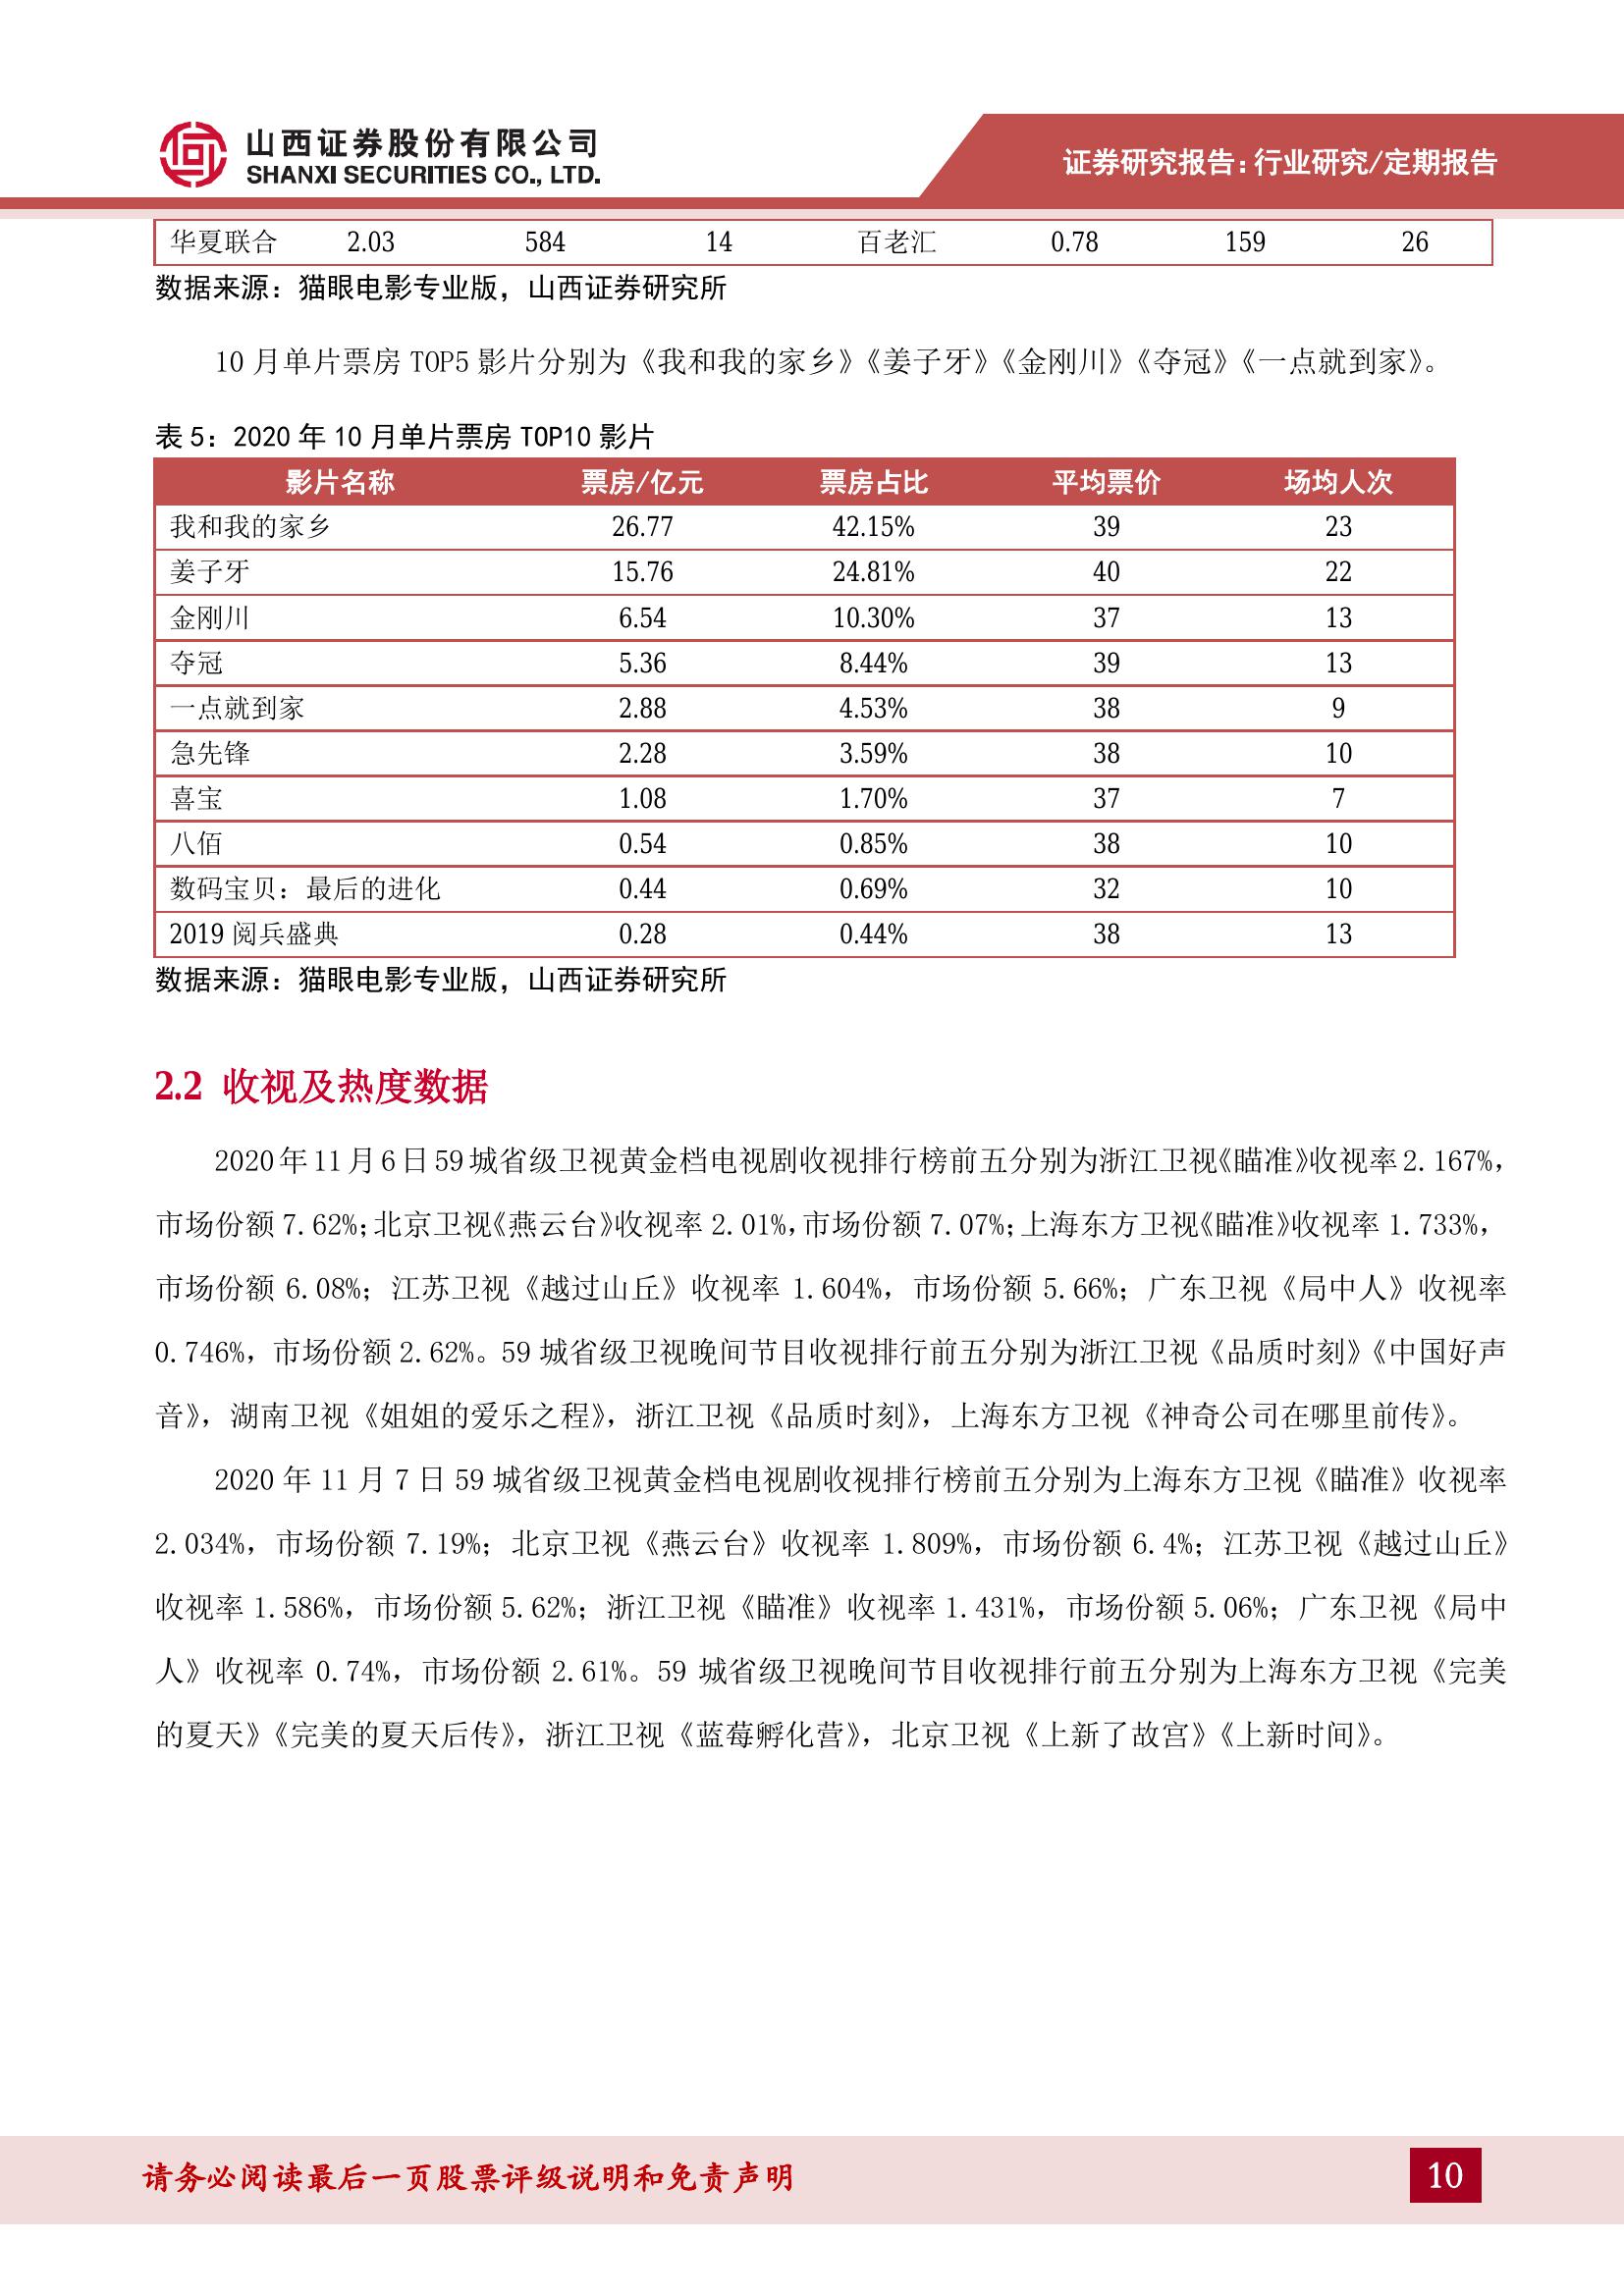 山西证券股份有限公司
SHANXI SECURITIES CO., LTD.
证券研究报告：行业研究/定期报告
华夏联合 2.03 584 14 百老汇 0.78 159 26
数据来源：猫眼电影专业版，山西证券研究所
10 月单片票房 TOP5 影片分别为《我和我的家乡》《姜子牙》《金刚川》《夺冠》《一点就到家》。
表 5：2020 年 10 月单片票房 TOP10 影片
影片名称 票房/亿元 票房占比 平均票价 场均人次
我和我的家乡 26.77 42.15% 39 23
姜子牙 15.76 24.81% 40 22
金刚川 6.54 10.30% 37 13
夺冠 5.36 8.44% 39 13
一点就到家 2.88 4.53% 38 9
急先锋 2.28 3.59% 38 10
喜宝 1.08 1.70% 37 7
八佰 0.54 0.85% 38 10
数码宝贝：最后的进化 0.44 0.69% 32 10
2019 阅兵盛典 0.28 0.44% 38 13
数据来源：猫眼电影专业版，山西证券研究所
2.2 收视及热度数据
2020 年 11 月 6 日 59 城省级卫视黄金档电视剧收视排行榜前五分别为浙江卫视《瞄准》收视率 2.167%，
市场份额 7.62%；北京卫视《燕云台》收视率 2.01%，市场份额 7.07%；上海东方卫视《瞄准》收视率 1.733%，
市场份额 6.08%；江苏卫视《越过山丘》收视率 1.604%，市场份额 5.66%；广东卫视《局中人》收视率
0.746%，市场份额 2.62%。59 城省级卫视晚间节目收视排行前五分别为浙江卫视《品质时刻》《中国好声
音》，湖南卫视《姐姐的爱乐之程》，浙江卫视《品质时刻》，上海东方卫视《神奇公司在哪里前传》。
2020 年 11 月 7 日 59 城省级卫视黄金档电视剧收视排行榜前五分别为上海东方卫视《瞄准》收视率
2.034%，市场份额 7.19%；北京卫视《燕云台》收视率 1.809%，市场份额 6.4%；江苏卫视《越过山丘》
收视率 1.586%，市场份额 5.62%；浙江卫视《瞄准》收视率 1.431%，市场份额 5.06%；广东卫视《局中
人》收视率 0.74%，市场份额 2.61%。59 城省级卫视晚间节目收视排行前五分别为上海东方卫视《完美
的夏天》《完美的夏天后传》，浙江卫视《蓝莓孵化营》，北京卫视《上新了故宫》《上新时间》。
请务必阅读最后一页股票评级说明和免责声明
10